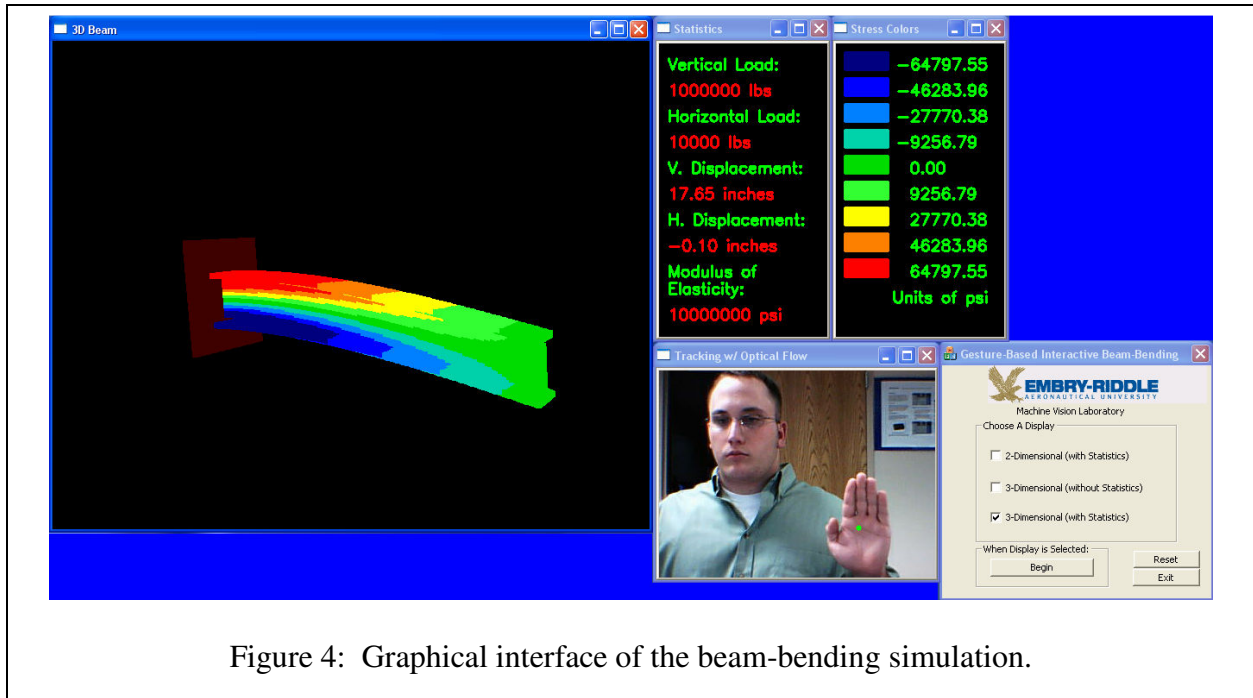 3D Beam
Statistics
Vertical Load:
1000000 lbs
Horizontal Load:
10000 lbs
V. Displacement:
17.65 inches
H. Displacement:
-0.10 inches
Modulus of
Elasticity:
10000000 psi
Stress Colors
-64797.55
-46283.96
-27770.38
-9256.79
0.00
9256.79
27770.38
46283.96
64797.55
Units of psi
Tracking w/ Optical Flow
Gesture-Based Interactive Beam-Bending
EMBRY-RIDDLE
AERONAUTICAL UNIVERSITY
Machine Vision Laboratory
Choose A Display
2-Dimensional (with Statistics)
3-Dimensional (without Statistics)
3-Dimensional (with Statistics)
When Display is Selected:
Begin
Reset
Exit
Figure 4: Graphical interface of the beam-bending simulation.